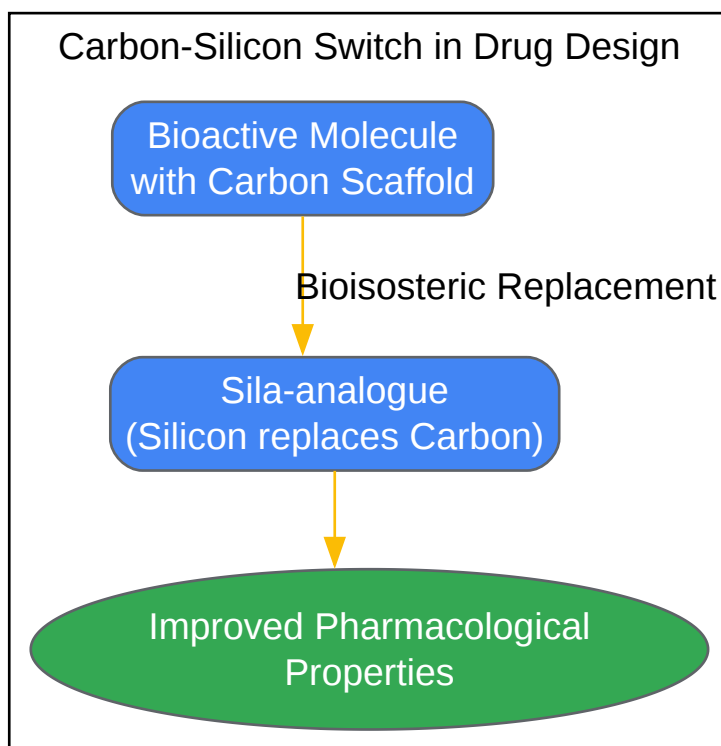 Carbon-Silicon Switch in Drug Design
Bioactive Molecule
with Carbon Scaffold
Bioisosteric Replacement
Sila-analogue
(Silicon replaces Carbon)
Improved Pharmacological
Properties